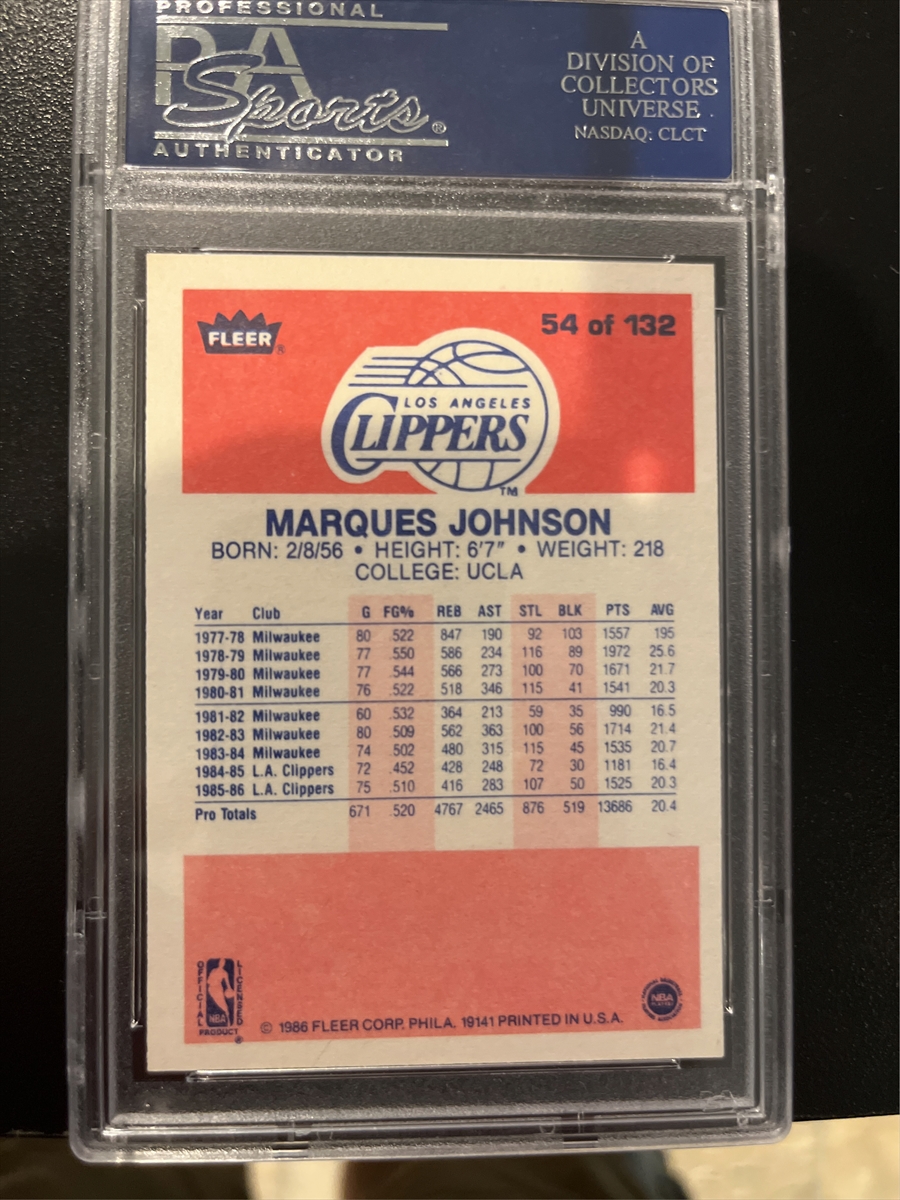 PROFESSIONAL
PSA
Sports®
AUTHENTICATOR
A
DIVISION OF
COLLECTORS
UNIVERSE
NASDAQ: CLCT
FLEER®
54 of 132
LOS ANGELES
CLIPPERS
TM
MARQUES JOHNSON
BORN: 2/8/56 • HEIGHT: 6'7" • WEIGHT: 218
COLLEGE: UCLA
Year Club G FG% REB AST STL BLK PTS AVG
1977-78 Milwaukee 80 .522 847 190 92 103 1557 195
1978-79 Milwaukee 77 .550 586 234 116 89 1972 25.6
1979-80 Milwaukee 77 .544 566 273 100 70 1671 21.7
1980-81 Milwaukee 76 .522 518 346 115 41 1541 20.3
1981-82 Milwaukee 60 .532 364 213 59 35 990 16.5
1982-83 Milwaukee 80 .509 562 363 100 56 1714 21.4
1983-84 Milwaukee 74 .502 480 315 115 45 1535 20.7
1984-85 L.A. Clippers 72 .452 428 248 72 30 1181 16.4
1985-86 L.A. Clippers 75 .510 416 283 107 50 1525 20.3
Pro Totals 671 .520 4767 2465 876 519 13686 20.4
OFFICIAL
LICENSED
NBA
PRODUCT®
© 1986 FLEER CORP. PHILA. 19141 PRINTED IN U.S.A.
NBA
PLAYERS